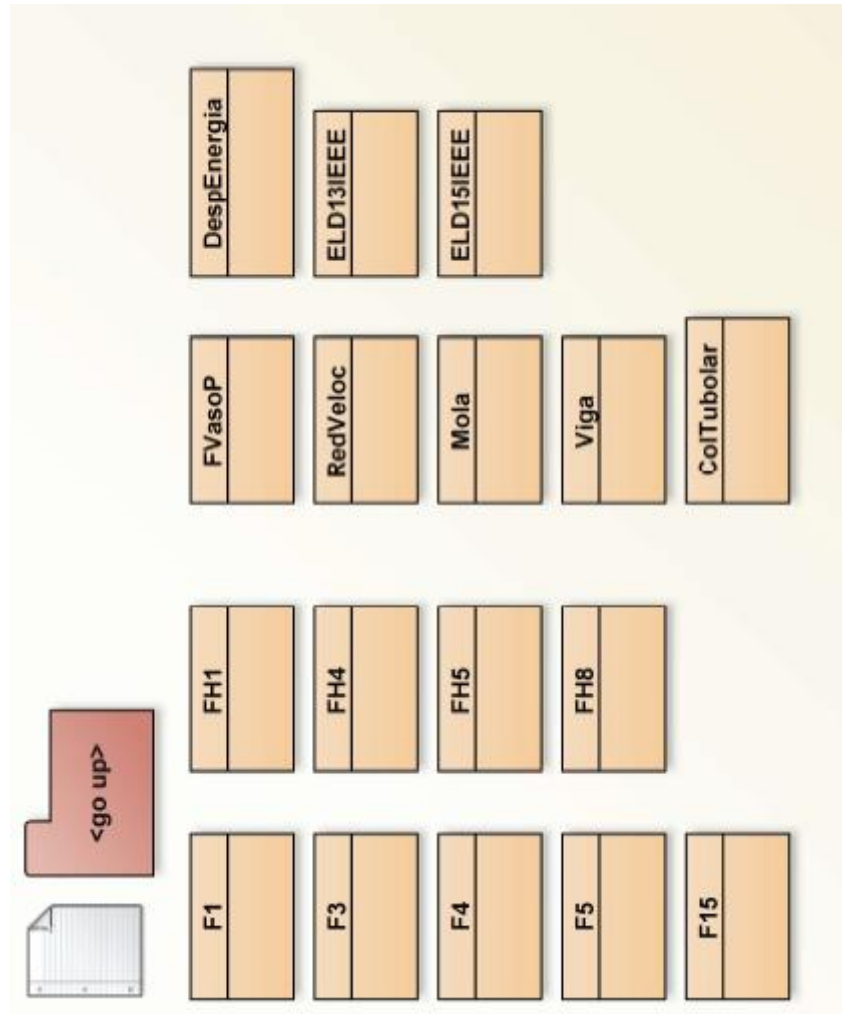 <go up>
F1
FH1
FVasoP
DespEnergia
F3
FH4
RedVeloc
ELD13IEEE
F4
FH5
Mola
ELD15IEEE
F5
FH8
Viga
F15
ColTubolar